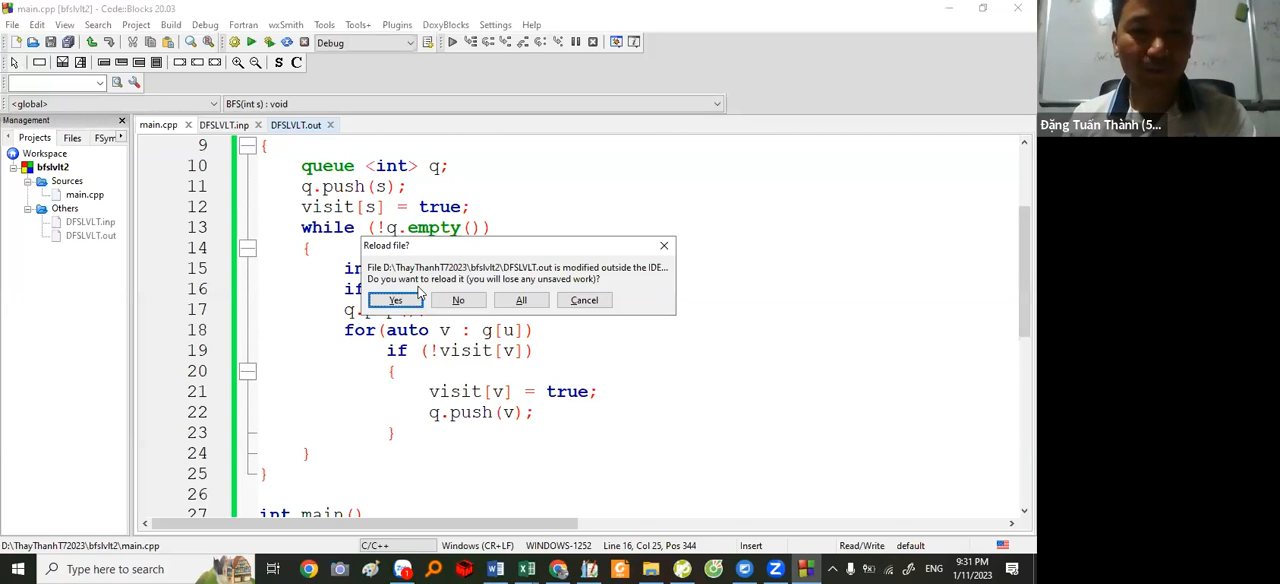 main.cpp [bfslvlt2] - Code::Blocks 20.03
File Edit View Search Project Build Debug Fortran wxSmith Tools Tools+ Plugins DoxyBlocks Settings Help
Debug
S C
<global>
BFS(int s) : void
Management
Projects Files FSym
Workspace
bfslvlt2
Sources
main.cpp
Others
DFSLVLT.inp
DFSLVLT.out
main.cpp DFSLVLT.inp DFSLVLT.out
9 {
10 queue <int> q;
11 q.push(s);
12 visit[s] = true;
13 while (!q.empty())
14 {
15 in
16 if
17 q.
18 for(auto v : g[u])
19 if (!visit[v])
20 {
21 visit[v] = true;
22 q.push(v);
23 }
24 }
25 }
26
27 int main()
Reload file?
File D:\ThayThanhT72023\bfslvlt2\DFSLVLT.out is modified outside the IDE...
Do you want to reload it (you will lose any unsaved work)?
Yes No All Cancel
Đặng Tuấn Thành (5...
D:\ThayThanhT72023\bfslvlt2\main.cpp C/C++ Windows (CR+LF) WINDOWS-1252 Line 16, Col 25, Pos 344 Insert Read/Write default
Type here to search
ENG
9:31 PM
1/11/2023